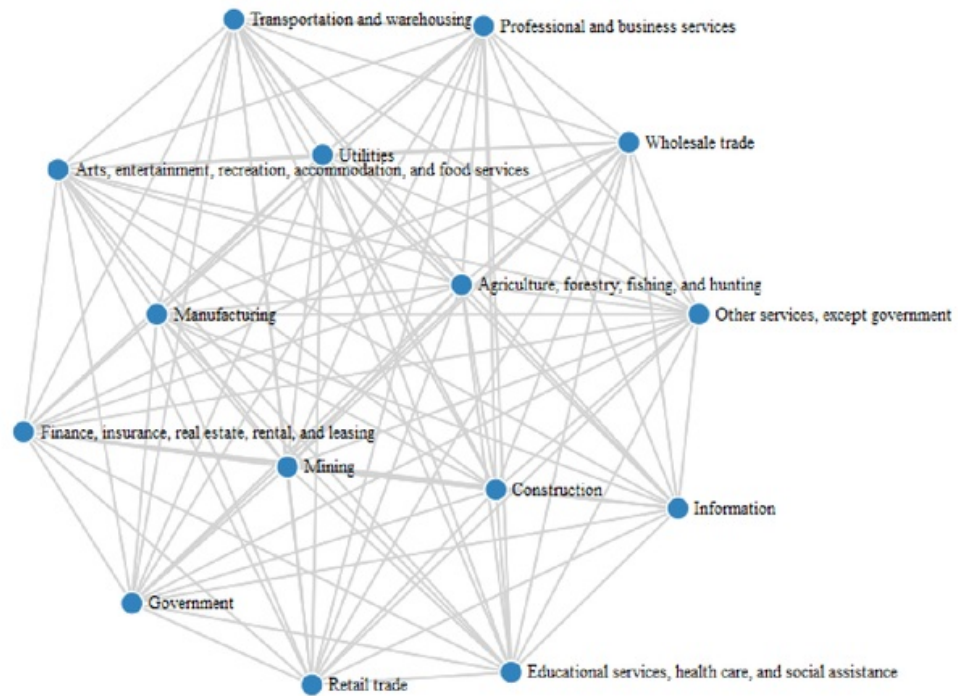 Transportation and warehousing
Professional and business services
Wholesale trade
Utilities
Arts, entertainment, recreation, accommodation, and food services
Agriculture, forestry, fishing, and hunting
Manufacturing
Other services, except government
Finance, insurance, real estate, rental, and leasing
Mining
Construction
Information
Government
Educational services, health care, and social assistance
Retail trade